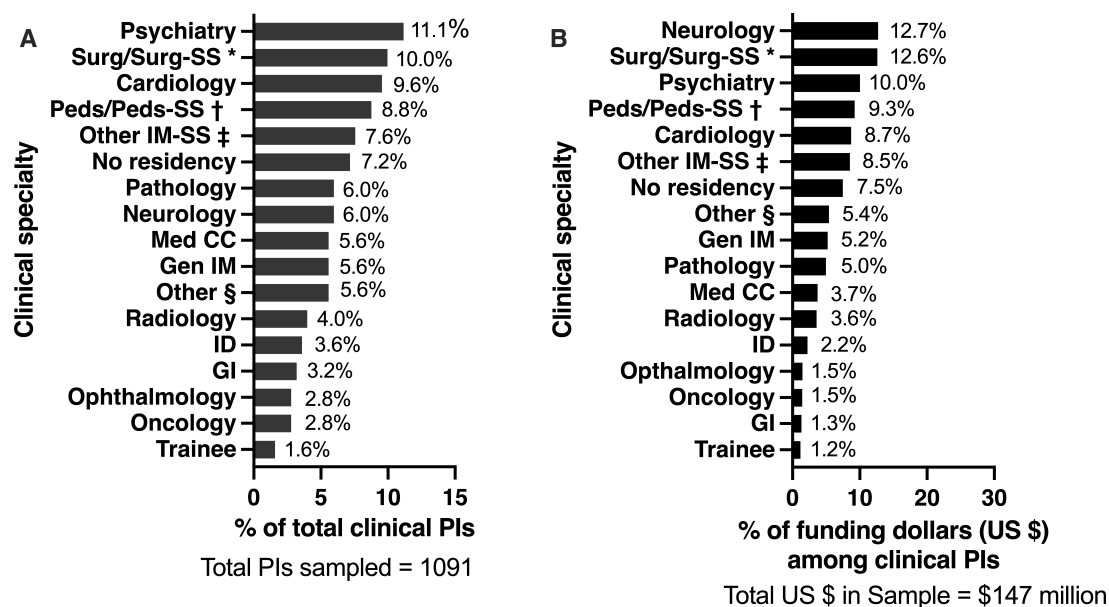 A
Clinical specialty
Psychiatry 11.1%
Surg/Surg-SS * 10.0%
Cardiology 9.6%
Peds/Peds-SS † 8.8%
Other IM-SS ‡ 7.6%
No residency 7.2%
Pathology 6.0%
Neurology 6.0%
Med CC 5.6%
Gen IM 5.6%
Other § 5.6%
Radiology 4.0%
ID 3.6%
GI 3.2%
Ophthalmology 2.8%
Oncology 2.8%
Trainee 1.6%
0 5 10 15
% of total clinical PIs
Total PIs sampled = 1091
B
Clinical specialty
Neurology 12.7%
Surg/Surg-SS * 12.6%
Psychiatry 10.0%
Peds/Peds-SS † 9.3%
Cardiology 8.7%
Other IM-SS ‡ 8.5%
No residency 7.5%
Other § 5.4%
Gen IM 5.2%
Pathology 5.0%
Med CC 3.7%
Radiology 3.6%
ID 2.2%
Opthalmology 1.5%
Oncology 1.5%
GI 1.3%
Trainee 1.2%
0 10 20 30
% of funding dollars (US $)
among clinical PIs
Total US $ in Sample = $147 million